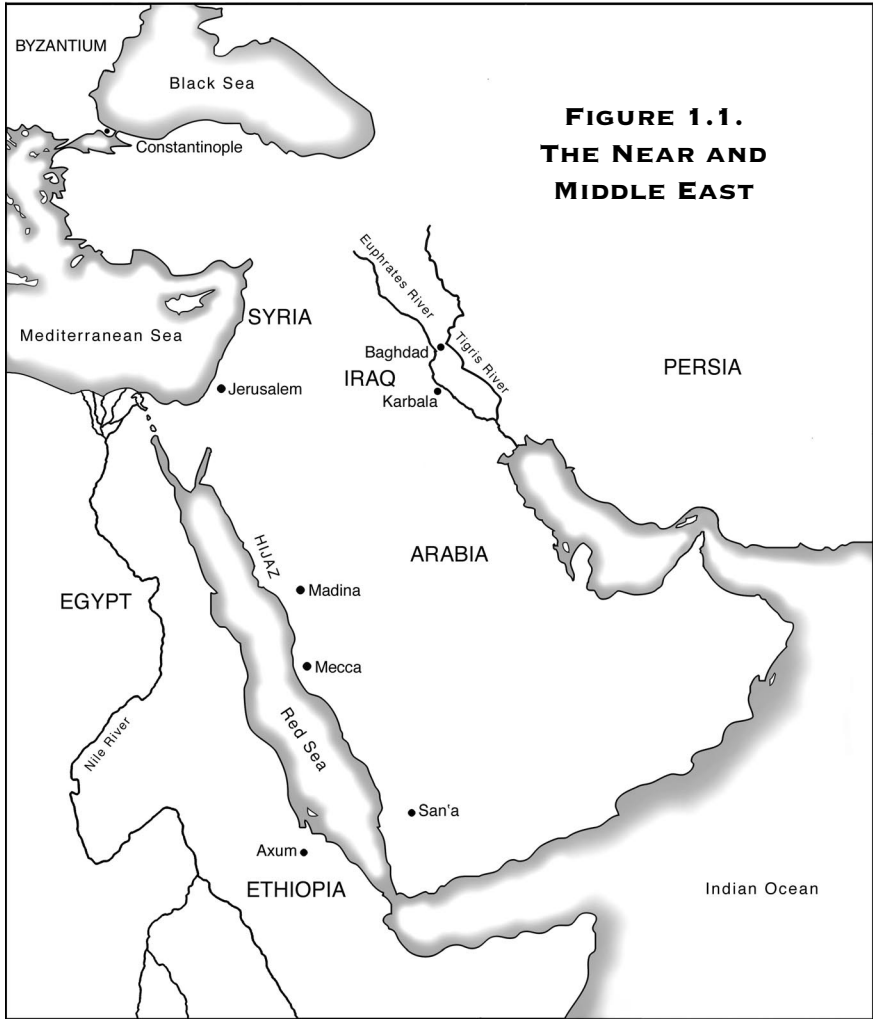 BYZANTIUM
Black Sea
FIGURE 1.1.
THE NEAR AND
MIDDLE EAST
Constantinople
Euphrates River
SYRIA
Mediterranean Sea
Baghdad
Tigris River
PERSIA
IRAQ
Jerusalem
Karbala
HIJAZ
ARABIA
Madina
EGYPT
Mecca
Red Sea
Nile River
San'a
Axum
ETHIOPIA
Indian Ocean